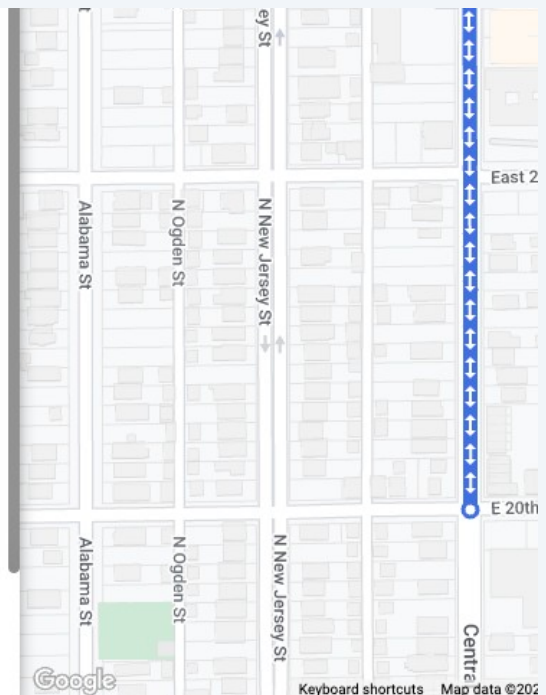 ey St
East 2
Alabama St
N Ogden St
N New Jersey St
E 20th
Alabama St
N Ogden St
N New Jersey St
Centra
Google
Keyboard shortcuts
Map data ©202